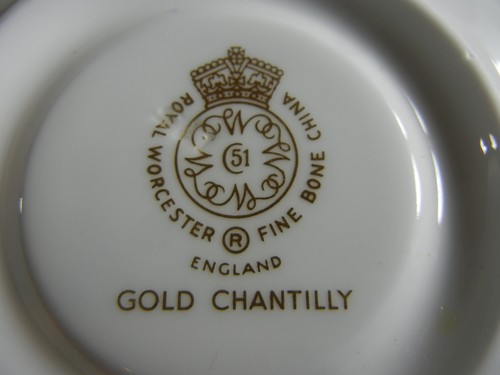 ROYAL WORCESTER ® FINE BONE CHINA
W W W W
C 51
ENGLAND
GOLD CHANTILLY